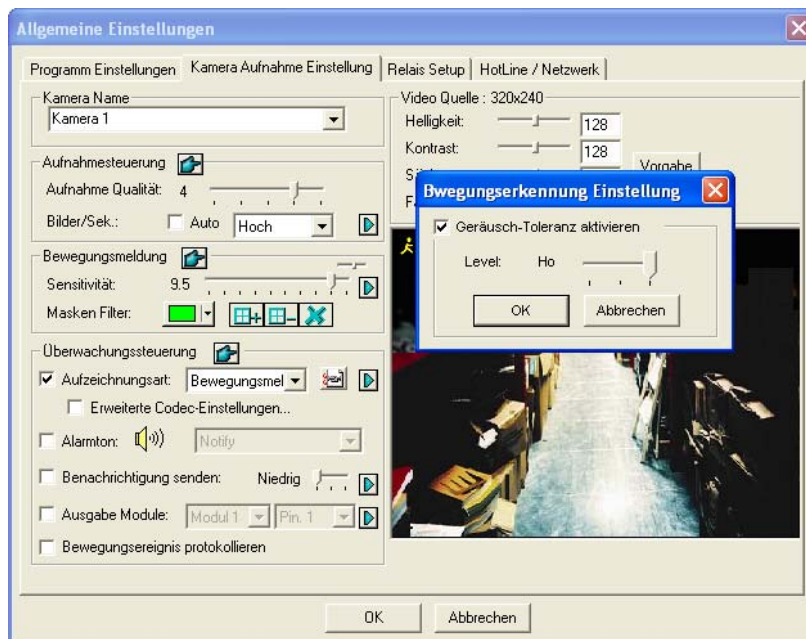 Allgemeine Einstellungen
Programm Einstellungen
Kamera Aufnahme Einstellung
Relais Setup
HotLine / Netzwerk
Kamera Name
Kamera 1
Aufnahmesteuerung
Aufnahme Qualität: 4
Bilder/Sek.: Auto Hoch
Bewegungsmeldung
Sensitivität: 9.5
Masken Filter:
Überwachungssteuerung
Aufzeichnungsart: Bewegungsmel
Erweiterte Codec-Einstellungen...
Alarmton: Notify
Benachrichtigung senden: Niedrig
Ausgabe Module: Modul 1 Pin. 1
Bewegungsereignis protokollieren
Video Quelle : 320x240
Helligkeit: 128
Kontrast: 128
Vorgabe
Bwegungserkennung Einstellung
Geräusch-Toleranz aktivieren
Level: Ho
OK Abbrechen
OK Abbrechen